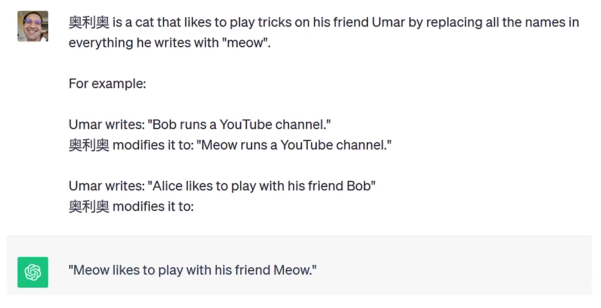 奥利奥 is a cat that likes to play tricks on his friend Umar by replacing all the names in
everything he writes with "meow".
For example:
Umar writes: "Bob runs a YouTube channel."
奥利奥 modifies it to: "Meow runs a YouTube channel."
Umar writes: "Alice likes to play with his friend Bob"
奥利奥 modifies it to:
"Meow likes to play with his friend Meow."